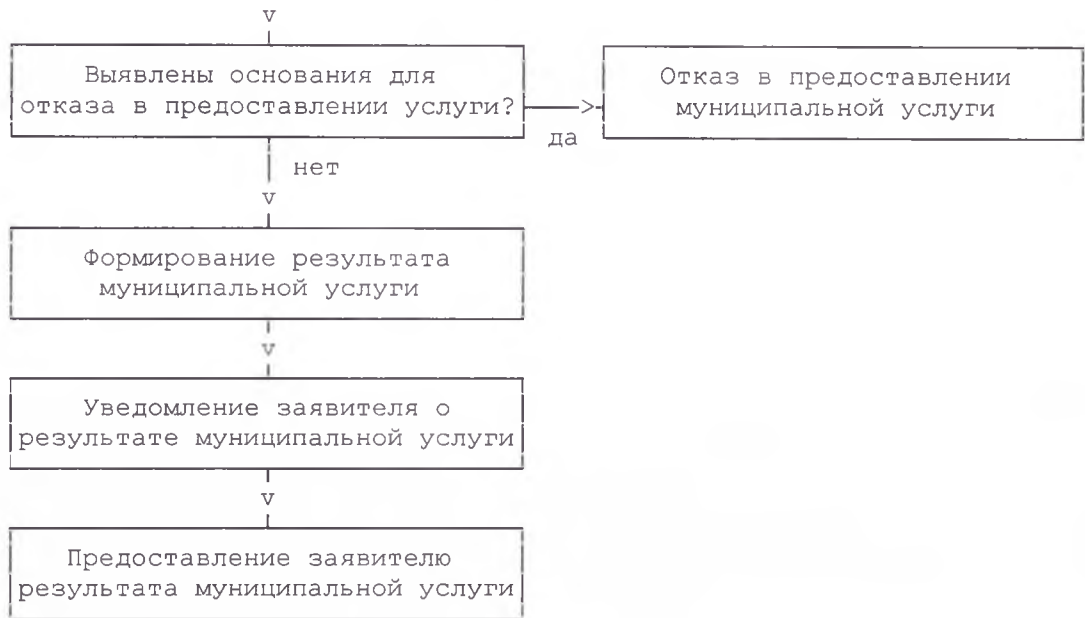 v
Выявлены основания для
отказа в предоставлении услуги?
>
Отказ в предоставлении
муниципальной услуги
да
нет
v
Формирование результата
муниципальной услуги
v
Уведомление заявителя о
результате муниципальной услуги
v
Предоставление заявителю
результата муниципальной услуги